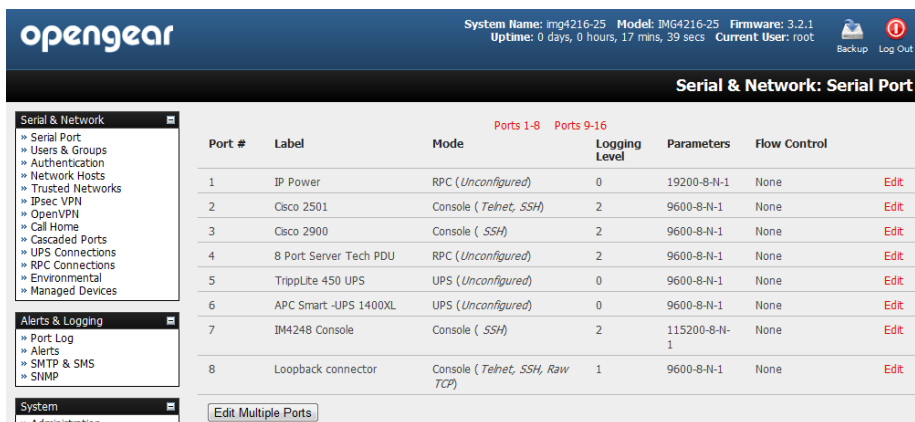 opengear
System Name: img4216-25 Model: IMG4216-25 Firmware: 3.2.1
Uptime: 0 days, 0 hours, 17 mins, 39 secs Current User: root
Backup Log Out
Serial & Network: Serial Port
Serial & Network
» Serial Port
» Users & Groups
» Authentication
» Network Hosts
» Trusted Networks
» IPsec VPN
» OpenVPN
» Call Home
» Cascaded Ports
» UPS Connections
» RPC Connections
» Environmental
» Managed Devices
Alerts & Logging
» Port Log
» Alerts
» SMTP & SMS
» SNMP
System
» Administration
Ports 1-8 Ports 9-16
Port # Label Mode Logging Level Parameters Flow Control
1 IP Power RPC (Unconfigured) 0 19200-8-N-1 None Edit
2 Cisco 2501 Console ( Telnet, SSH) 2 9600-8-N-1 None Edit
3 Cisco 2900 Console ( SSH) 2 9600-8-N-1 None Edit
4 8 Port Server Tech PDU RPC (Unconfigured) 2 9600-8-N-1 None Edit
5 TrippLite 450 UPS UPS (Unconfigured) 0 9600-8-N-1 None Edit
6 APC Smart -UPS 1400XL UPS (Unconfigured) 0 9600-8-N-1 None Edit
7 IM4248 Console Console ( SSH) 2 115200-8-N-1 None Edit
8 Loopback connector Console ( Telnet, SSH, Raw TCP) 1 9600-8-N-1 None Edit
Edit Multiple Ports